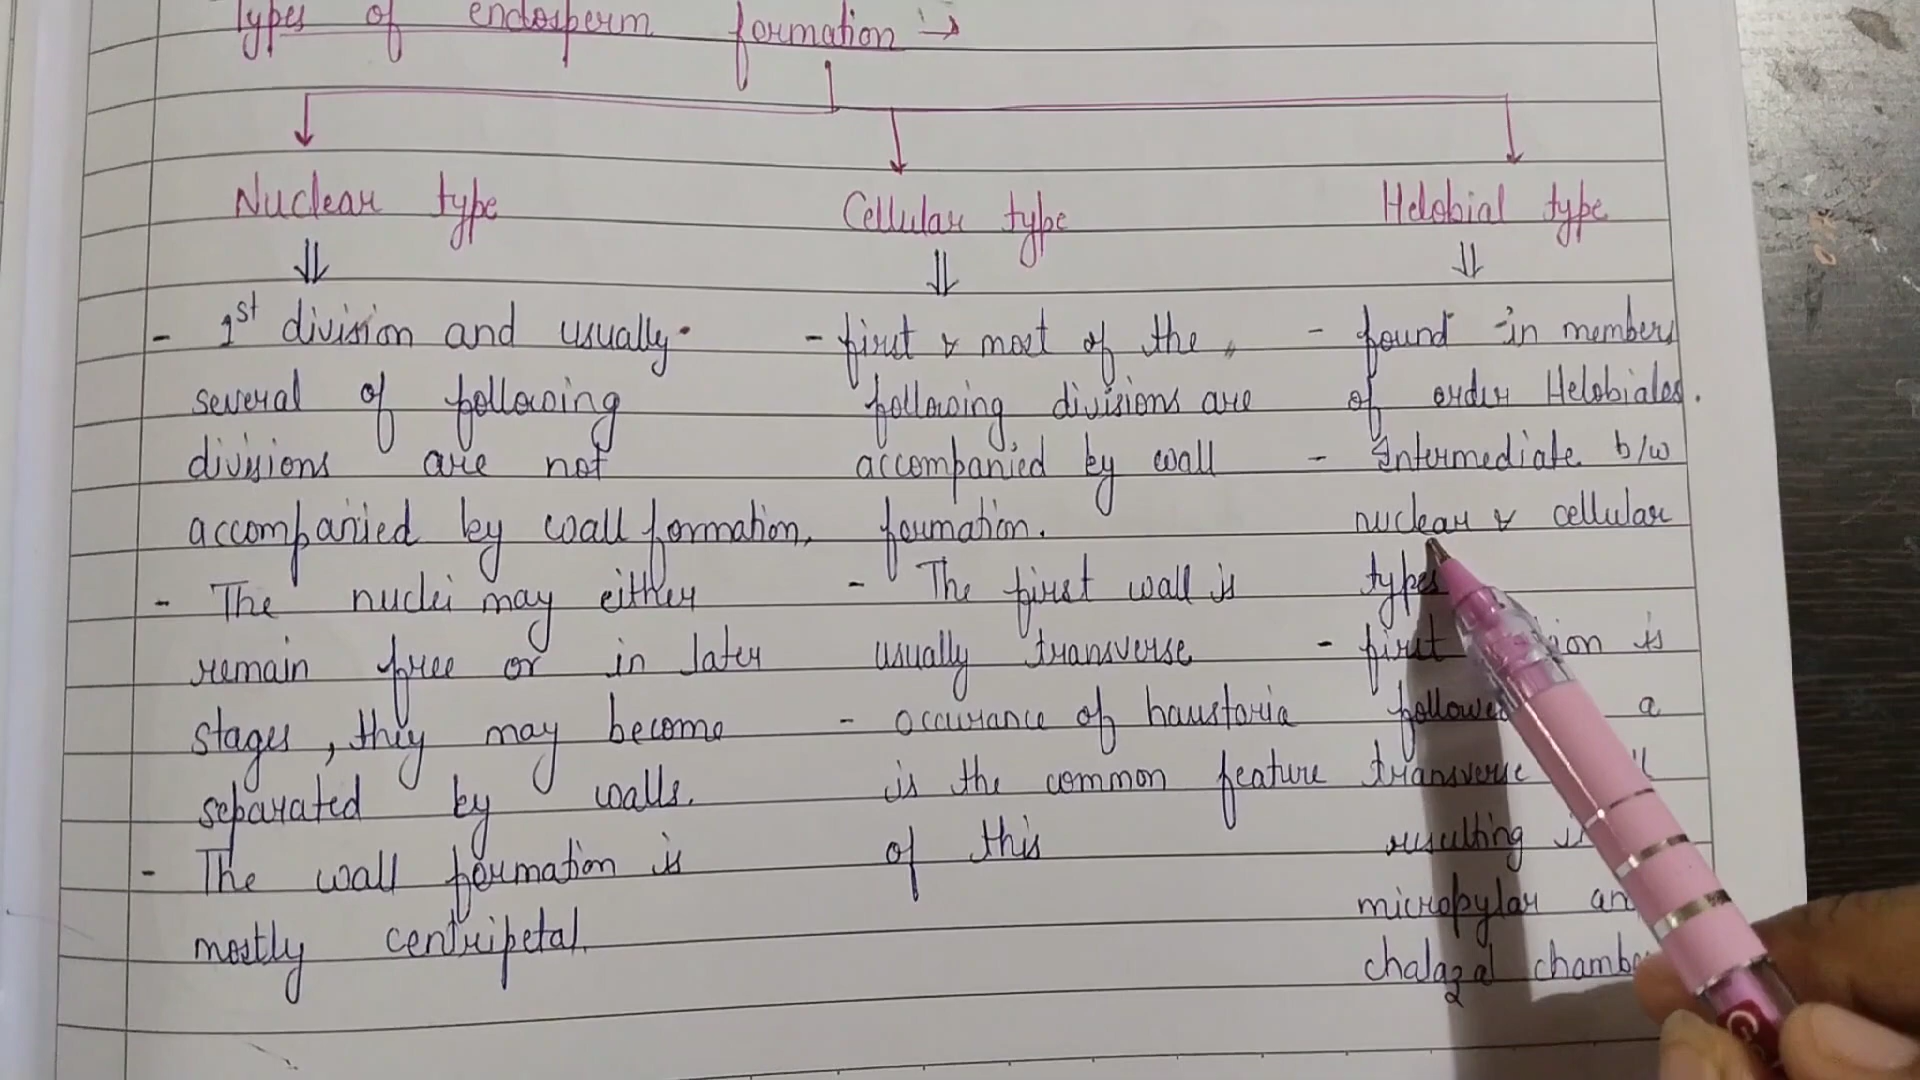 Types of endosperm formation →
Nuclear type
- 1st division and usually
several of following
divisions are not
accompanied by wall formation,
- The nuclei may either
remain free or in later
stages, they may become
separated by walls.
- The wall formation is
mostly centripetal.
Cellular type
- first & most of the
following divisions are
accompanied by wall
formation.
- The first wall is
usually transverse
- occurance of haustoria
is the common feature
of this
Helobial type
- found in members
of order Helobiales.
- Intermediate b/w
nuclear & cellular
types
- first is
followed a
transverse
resulting
micropylar
chalazal